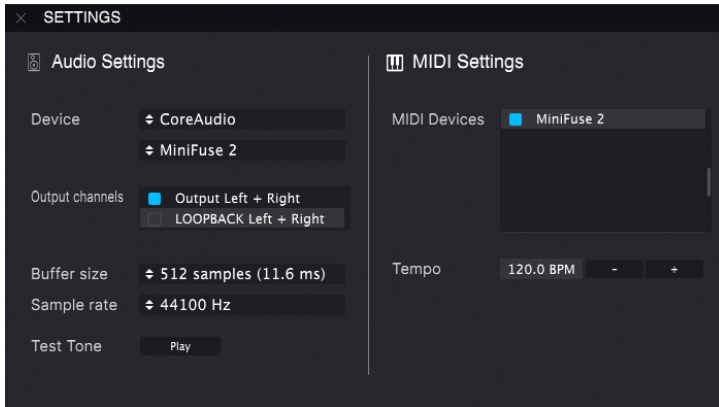 SETTINGS
Audio Settings
Device
CoreAudio
MiniFuse 2
Output channels
Output Left + Right
LOOPBACK Left + Right
Buffer size
512 samples (11.6 ms)
Sample rate
44100 Hz
Test Tone
Play
MIDI Settings
MIDI Devices
MiniFuse 2
Tempo
120.0 BPM
-
+